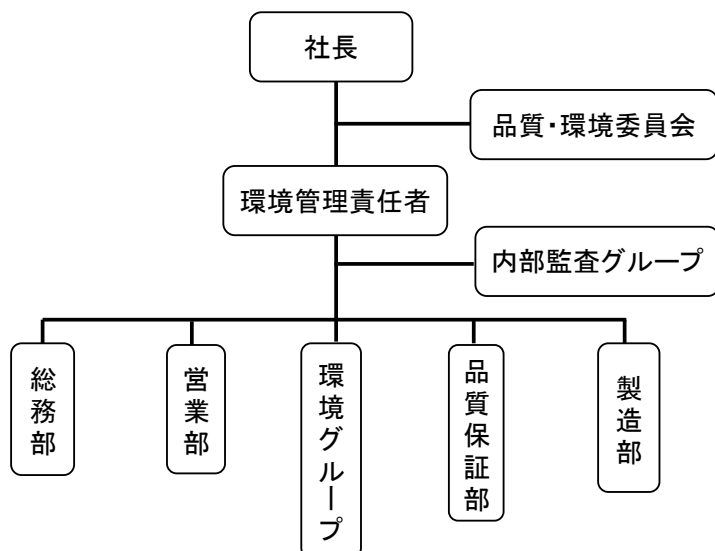 社長
品質・環境委員会
環境管理責任者
内部監査グループ
総務部
営業部
環境グループ
品質保証部
製造部